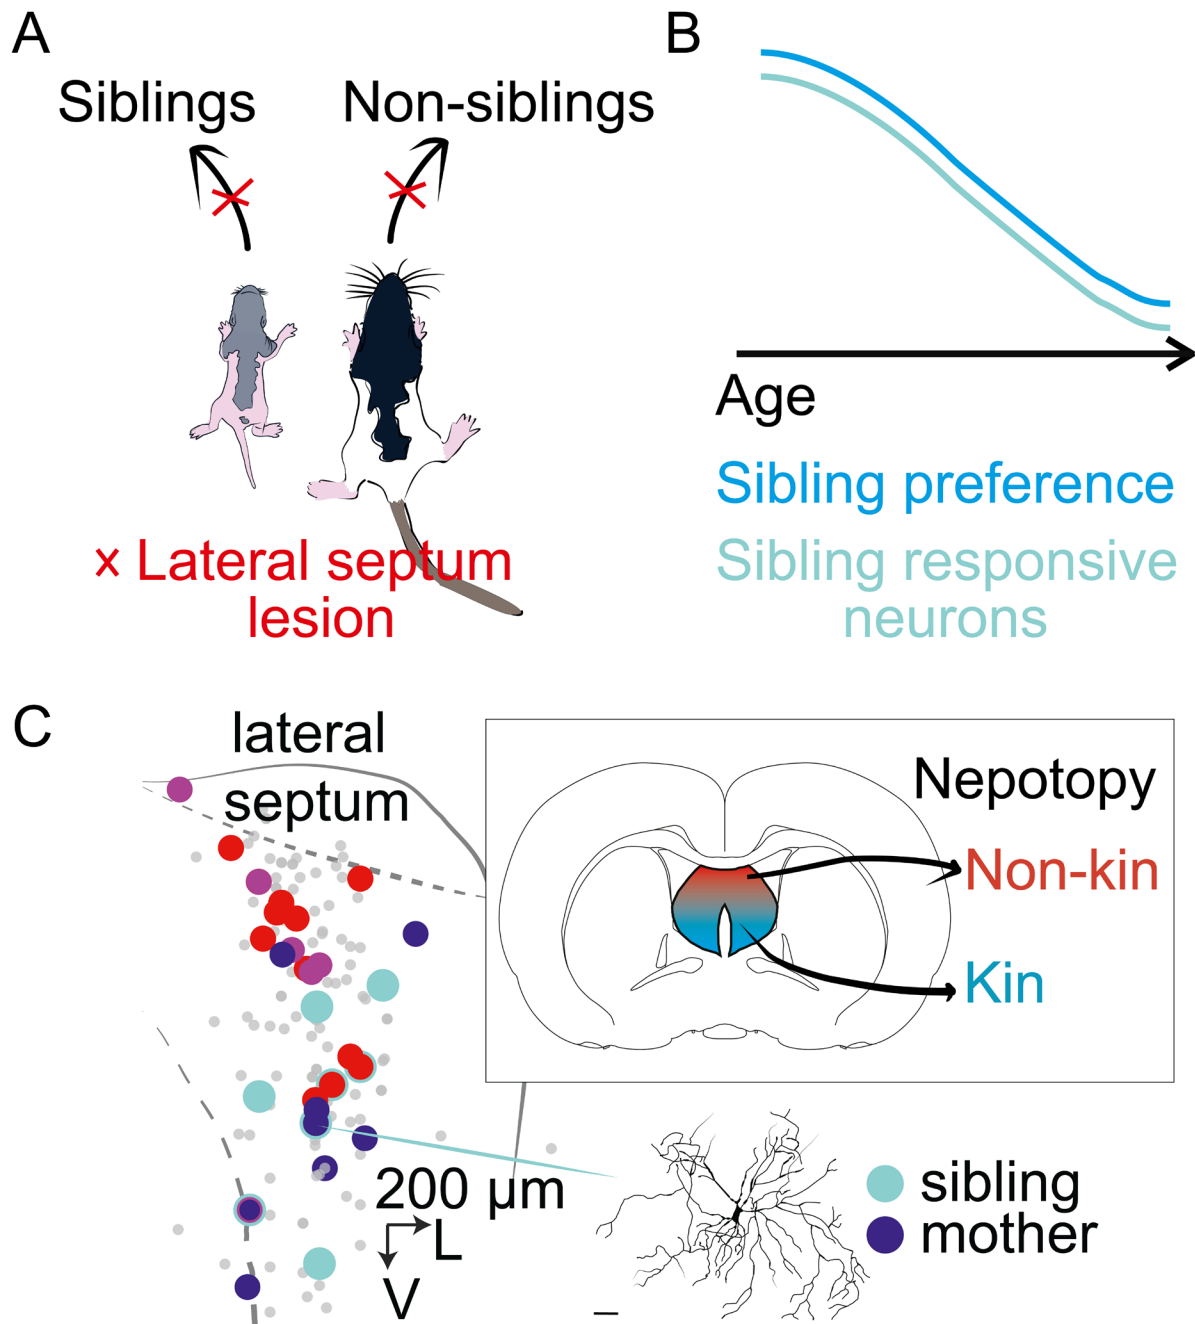 A
Siblings
Non-siblings
× Lateral septum
lesion
B
Age
Sibling preference
Sibling responsive
neurons
C
lateral
septum
Nepotopy
Non-kin
Kin
200 µm
L
V
sibling
mother